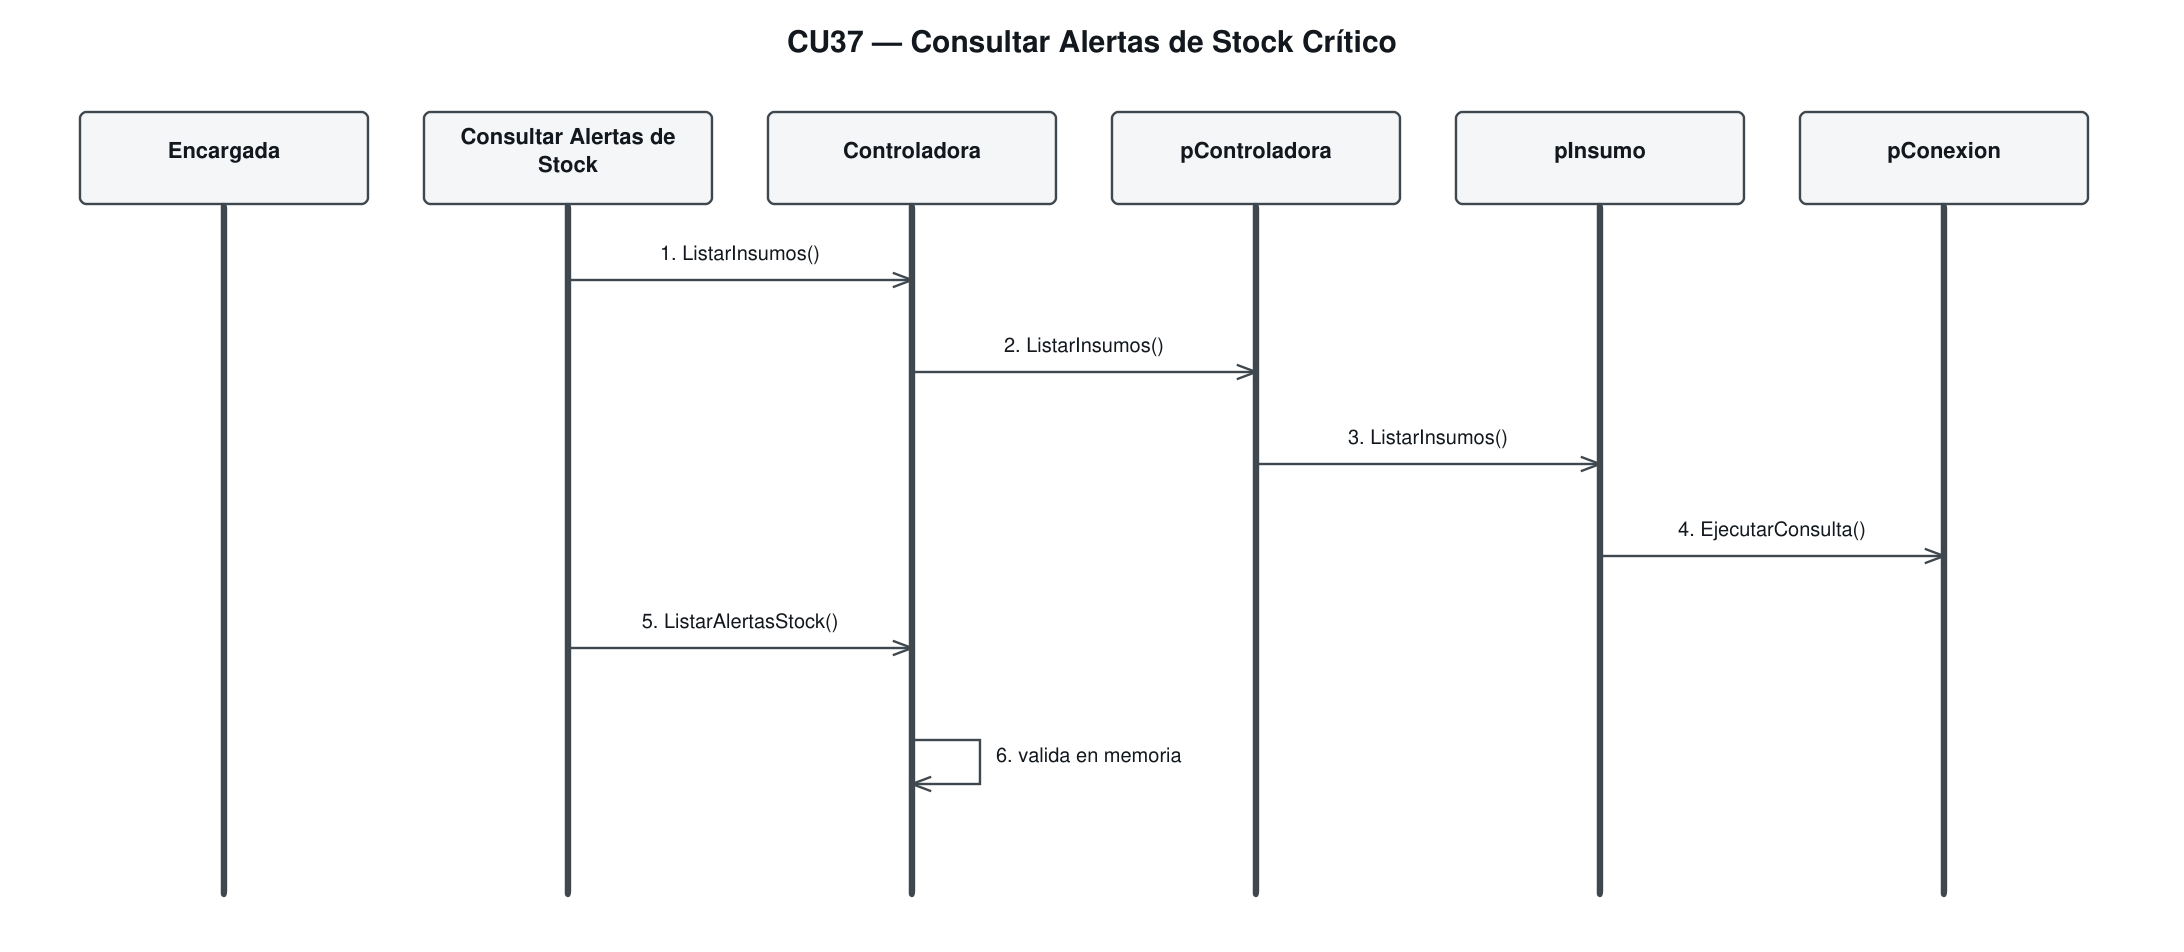 CU37 — Consultar Alertas de Stock Crítico
Encargada
Consultar Alertas de
Stock
Controladora
pControladora
pInsumo
pConexion
1. ListarInsumos()
2. ListarInsumos()
3. ListarInsumos()
4. EjecutarConsulta()
5. ListarAlertasStock()
6. valida en memoria